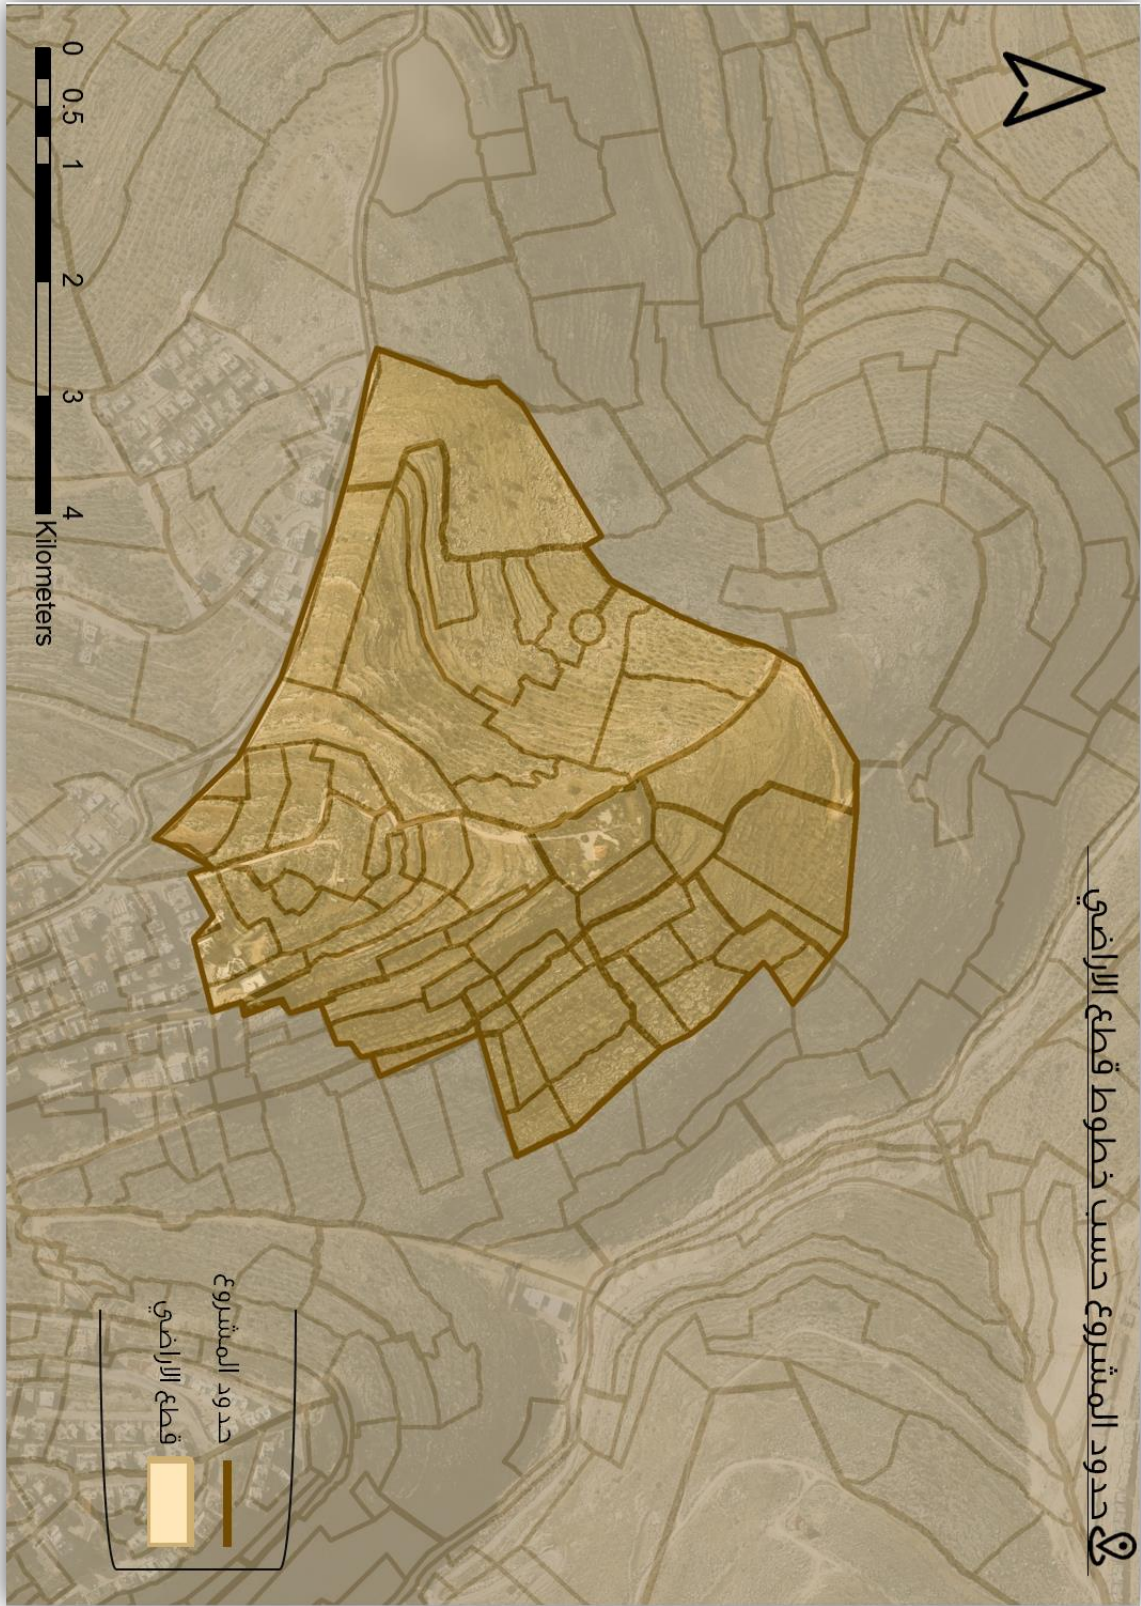 حدود المشروع حسب خطوط قطع الاراضي
حدود المشروع
قطع الاراضي
0 0.5 1 2 3 4
Kilometers